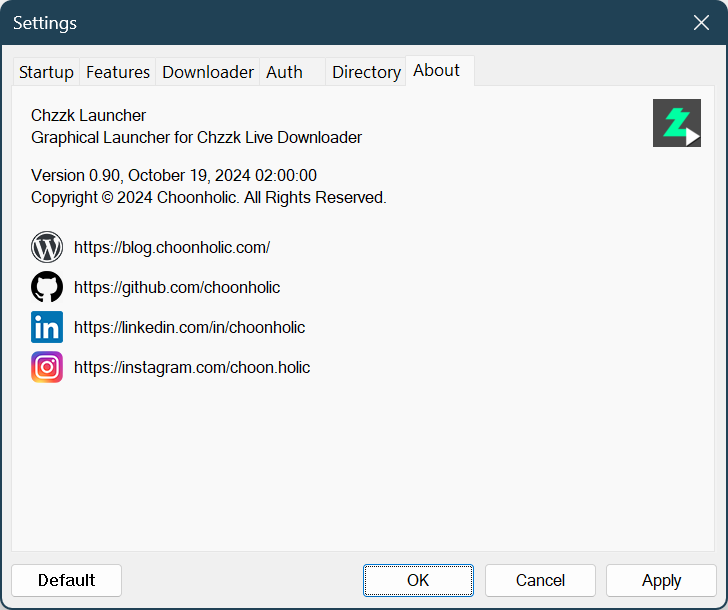 Settings
Startup Features Downloader Auth Directory About
Chzzk Launcher
Graphical Launcher for Chzzk Live Downloader
Version 0.90, October 19, 2024 02:00:00
Copyright © 2024 Choonholic. All Rights Reserved.
https://blog.choonholic.com/
https://github.com/choonholic
in https://linkedin.com/in/choonholic
https://instagram.com/choon.holic
Default OK Cancel Apply